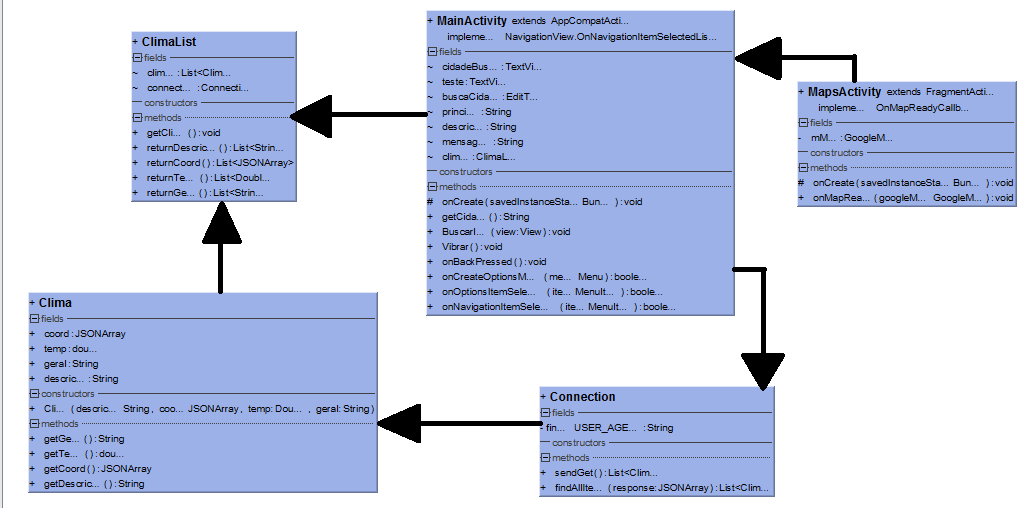 + ClimaList
fields
~ clim... : List<Clim...
~ connect... : Connecti...
constructors
methods
+ getCli... () : void
+ returnDescric... () : List<Strin...
+ returnCoord () : List<JSONArray>
+ returnTe... () : List<Doubl...
+ returnGe... () : List<Strin...
+ MainActivity extends AppCompatActi...
impleme... NavigationView.OnNavigationItemSelectedLis...
fields
~ cidadeBus... : TextVi...
~ teste : TextVi...
~ buscaCida... : EditT...
~ princi... : String
~ descric... : String
~ mensag... : String
~ clim... : ClimaL...
constructors
methods
# onCreate (savedInstanceSta... Bun... ) : void
+ getCida... () : String
+ BuscarI... (view: View) : void
+ Vibrar () : void
+ onBackPressed () : void
+ onCreateOptionsM... (me... Menu) : boole...
+ onOptionsItemSele... (ite... MenuIt... ) : boole...
+ onNavigationItemSele... (ite... MenuIt... ) : boole...
+ MapsActivity extends FragmentActi...
impleme... OnMapReadyCallb...
fields
- mM... : GoogleM...
constructors
methods
# onCreate (savedInstanceSta... Bun... ) : void
+ onMapRea... (googleM... GoogleM... ) : void
+ Clima
fields
+ coord : JSONArray
+ temp : dou...
+ geral : String
+ descric... : String
constructors
+ Cli... (descric... String, coo... JSONArray, temp: Dou... , geral: String)
methods
+ getGe... () : String
+ getTe... () : dou...
+ getCoord () : JSONArray
+ getDescric... () : String
+ Connection
fields
- fin... USER_AGE... : String
constructors
methods
+ sendGet () : List<Clim...
+ findAllIte... (response: JSONArray) : List<Clim...